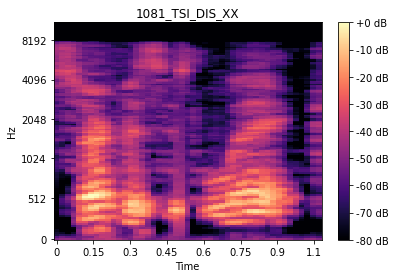 1081_TSI_DIS_XX
Hz
8192
4096
2048
1024
512
0
0
0.15
0.3
0.45
0.6
0.75
0.9
1.1
Time
+0 dB
-10 dB
-20 dB
-30 dB
-40 dB
-50 dB
-60 dB
-70 dB
-80 dB